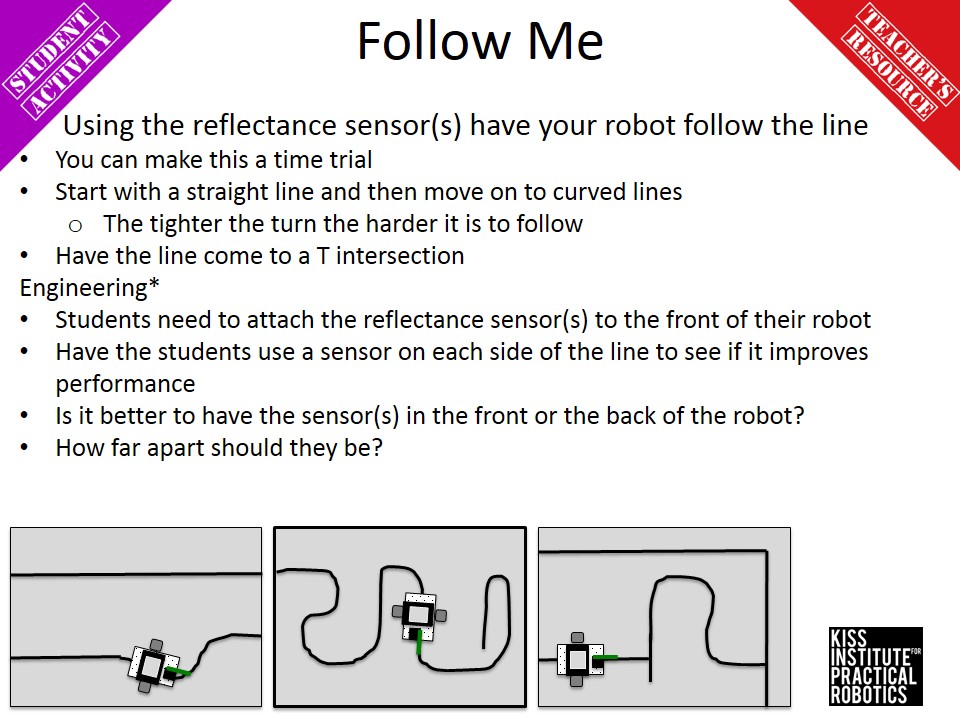 STUDENT
ACTIVITY
Follow Me
TEACHER'S
RESOURCE
Using the reflectance sensor(s) have your robot follow the line
• You can make this a time trial
• Start with a straight line and then move on to curved lines
o The tighter the turn the harder it is to follow
• Have the line come to a T intersection
Engineering*
• Students need to attach the reflectance sensor(s) to the front of their robot
• Have the students use a sensor on each side of the line to see if it improves
performance
• Is it better to have the sensor(s) in the front or the back of the robot?
• How far apart should they be?
KISS
INSTITUTE FOR
PRACTICAL
ROBOTICS